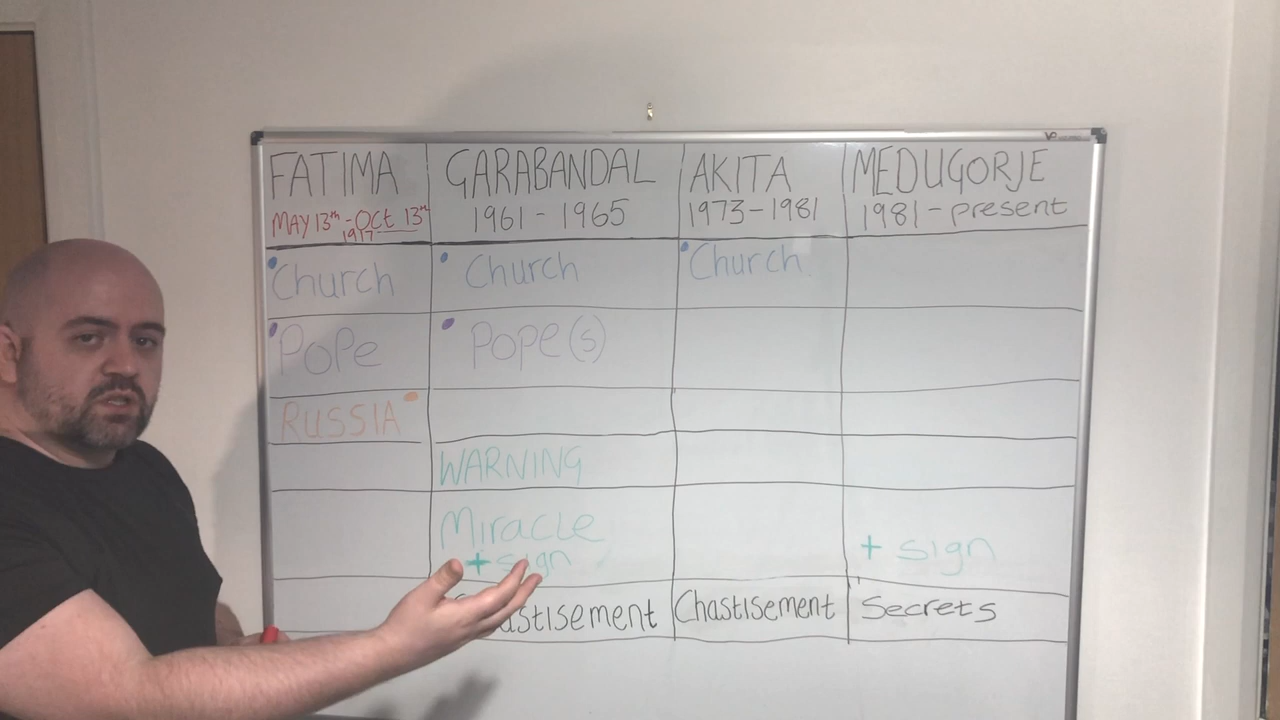 FATIMA GARABANDAL AKITA MEDUGORJE
MAY 13th - OCT 13th 1961 - 1965 1973 - 1981 1981 - present
1917
Church Church Church
Pope Pope(s)
RUSSIA
WARNING
Miracle
+ sign + sign
astisement Chastisement Secrets